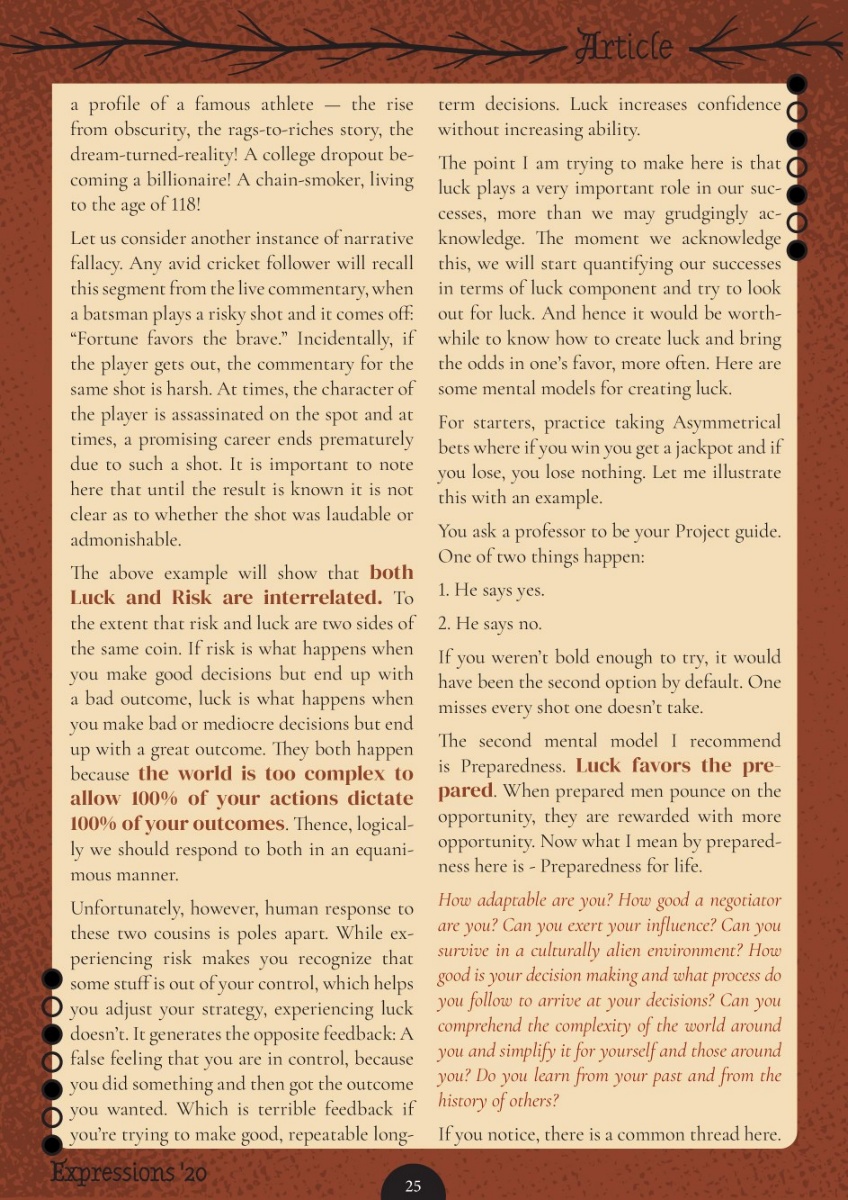 Article
a profile of a famous athlete — the rise
from obscurity, the rags-to-riches story, the
dream-turned-reality! A college dropout be-
coming a billionaire! A chain-smoker, living
to the age of 118!
Let us consider another instance of narrative
fallacy. Any avid cricket follower will recall
this segment from the live commentary, when
a batsman plays a risky shot and it comes off:
“Fortune favors the brave.” Incidentally, if
the player gets out, the commentary for the
same shot is harsh. At times, the character of
the player is assassinated on the spot and at
times, a promising career ends prematurely
due to such a shot. It is important to note
here that until the result is known it is not
clear as to whether the shot was laudable or
admonishable.
The above example will show that both
Luck and Risk are interrelated. To
the extent that risk and luck are two sides of
the same coin. If risk is what happens when
you make good decisions but end up with
a bad outcome, luck is what happens when
you make bad or mediocre decisions but end
up with a great outcome. They both happen
because the world is too complex to
allow 100% of your actions dictate
100% of your outcomes. Thence, logical-
ly we should respond to both in an equani-
mous manner.
Unfortunately, however, human response to
these two cousins is poles apart. While ex-
periencing risk makes you recognize that
some stuff is out of your control, which helps
you adjust your strategy, experiencing luck
doesn’t. It generates the opposite feedback: A
false feeling that you are in control, because
you did something and then got the outcome
you wanted. Which is terrible feedback if
you’re trying to make good, repeatable long-
term decisions. Luck increases confidence
without increasing ability.
The point I am trying to make here is that
luck plays a very important role in our suc-
cesses, more than we may grudgingly ac-
knowledge. The moment we acknowledge
this, we will start quantifying our successes
in terms of luck component and try to look
out for luck. And hence it would be worth-
while to know how to create luck and bring
the odds in one’s favor, more often. Here are
some mental models for creating luck.
For starters, practice taking Asymmetrical
bets where if you win you get a jackpot and if
you lose, you lose nothing. Let me illustrate
this with an example.
You ask a professor to be your Project guide.
One of two things happen:
1. He says yes.
2. He says no.
If you weren’t bold enough to try, it would
have been the second option by default. One
misses every shot one doesn’t take.
The second mental model I recommend
is Preparedness. Luck favors the pre-
pared. When prepared men pounce on the
opportunity, they are rewarded with more
opportunity. Now what I mean by prepared-
ness here is - Preparedness for life.
How adaptable are you? How good a negotiator
are you? Can you exert your influence? Can you
survive in a culturally alien environment? How
good is your decision making and what process do
you follow to arrive at your decisions? Can you
comprehend the complexity of the world around
you and simplify it for yourself and those around
you? Do you learn from your past and from the
history of others?
If you notice, there is a common thread here.
Expressions '20
25